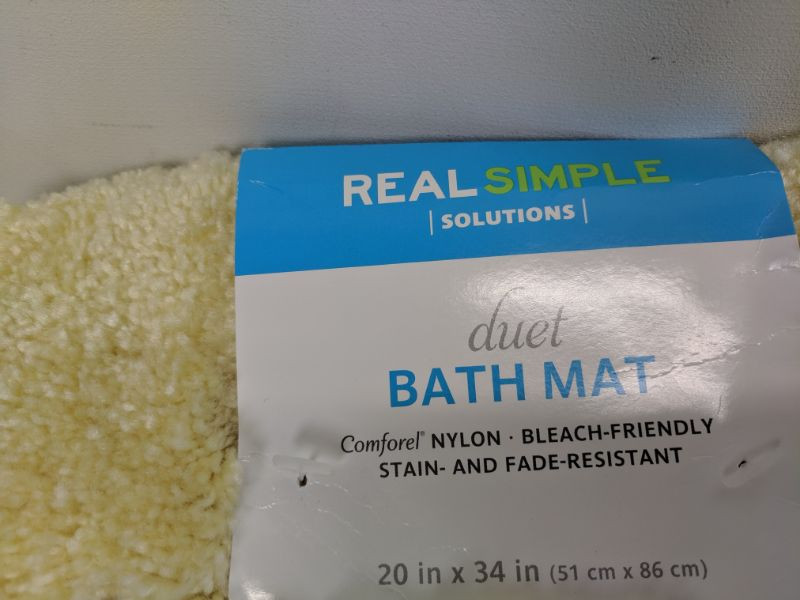 REAL SIMPLE
| SOLUTIONS |
duet
BATH MAT
Comforel® NYLON · BLEACH-FRIENDLY
STAIN- AND FADE-RESISTANT
20 in x 34 in (51 cm x 86 cm)